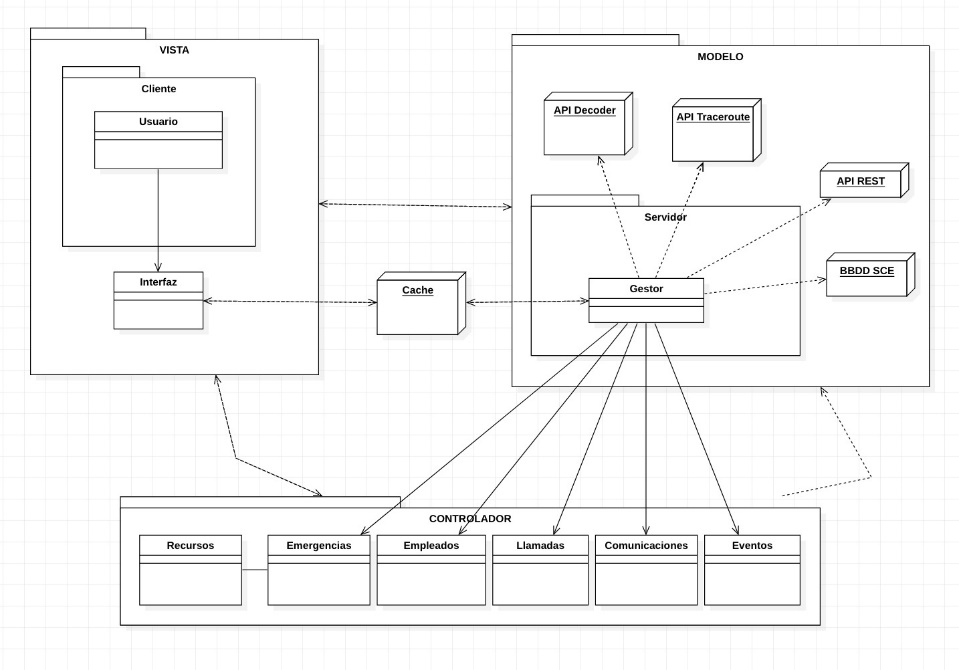 VISTA
Cliente
Usuario
Interfaz
Cache
MODELO
API Decoder
API Traceroute
API REST
Servidor
BBDD SCE
Gestor
CONTROLADOR
Recursos
Emergencias
Empleados
Llamadas
Comunicaciones
Eventos